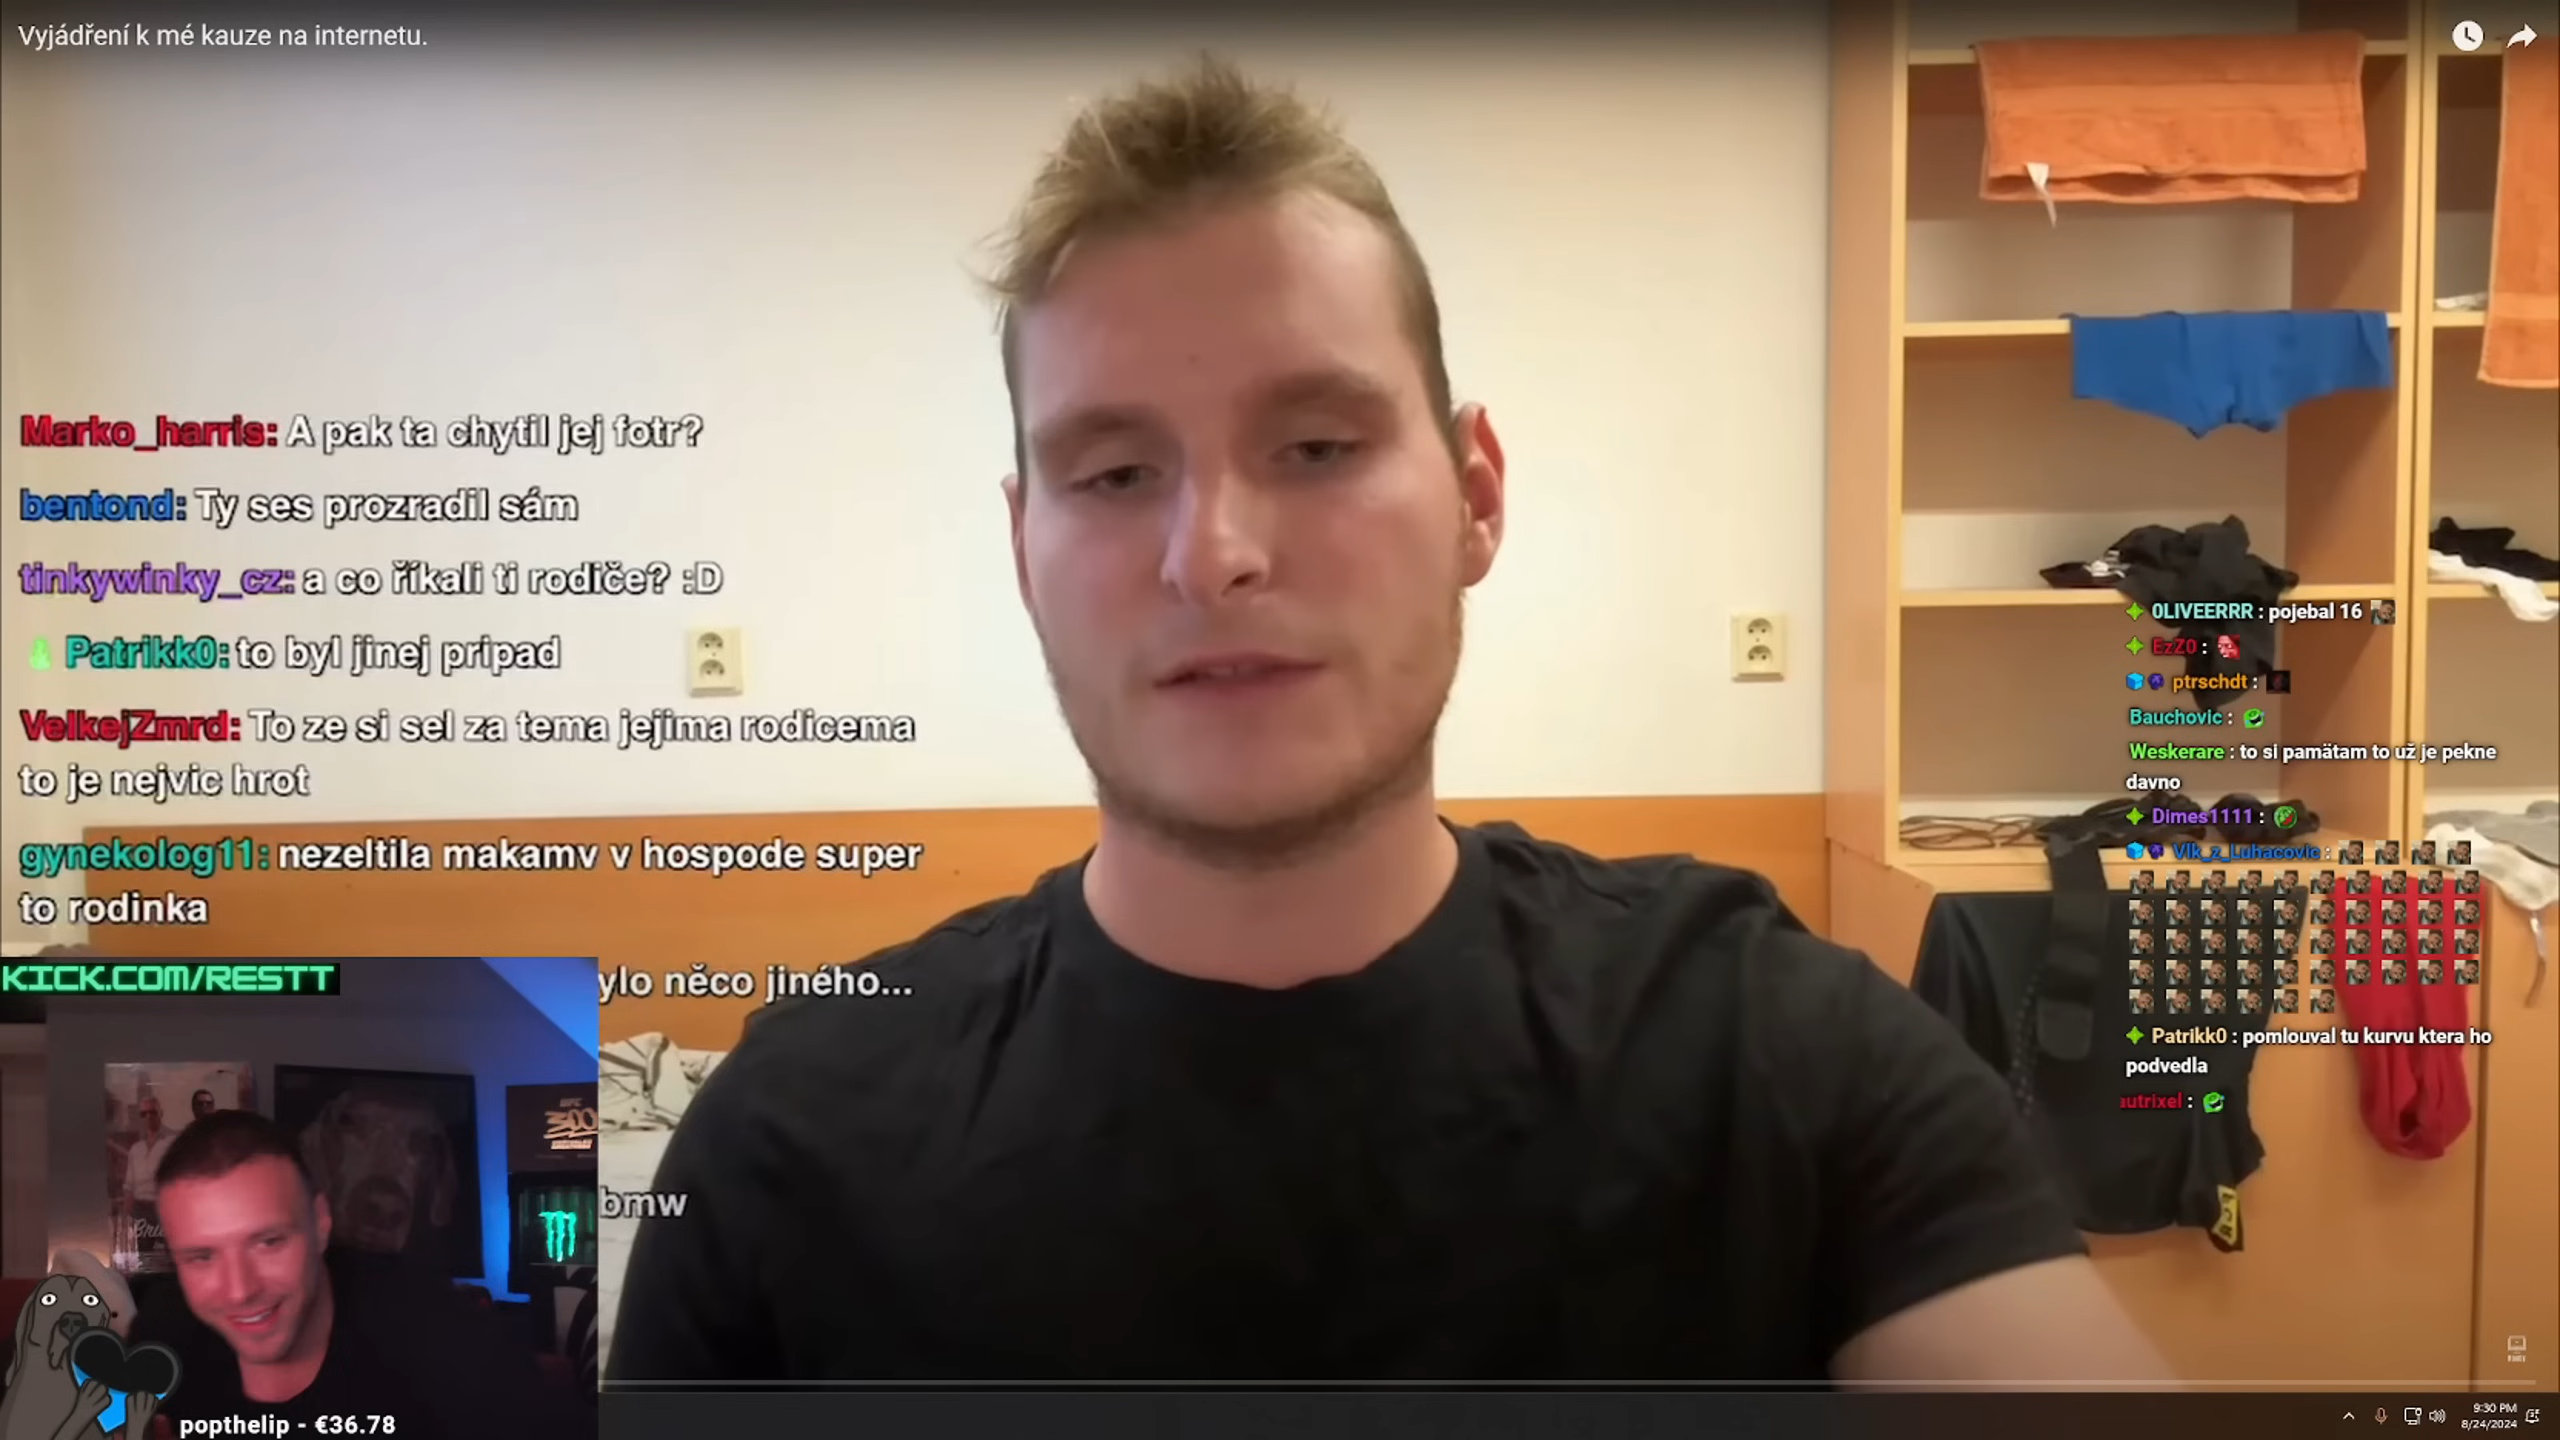 Vyjádření k mé kauze na internetu.
Marko_harris: A pak ta chytil jej fotr?
bentond: Ty ses prozradil sám
tinkywinky_cz: a co říkali ti rodiče? :D
Patrikk0: to byl jinej pripad
VelkejZmrd: To ze si sel za tema jejima rodicema
to je nejvic hrot
gynekolog11: nezeltila makamv v hospode super
to rodinka
ylo něco jiného...
bmw
0LIVEERRR : pojebal 16
EzZ0 :
ptrschdt :
Bauchovic :
Weskerare : to si pamätam to už je pekne
davno
Dimes1111 :
Vlk_z_Luhacovic :
Patrikk0 : pomlouval tu kurvu ktera ho
podvedla
autrixel :
KICK.COM/RESTT
UFC
300
popthelip - €36.78
9:30 PM
8/24/2024